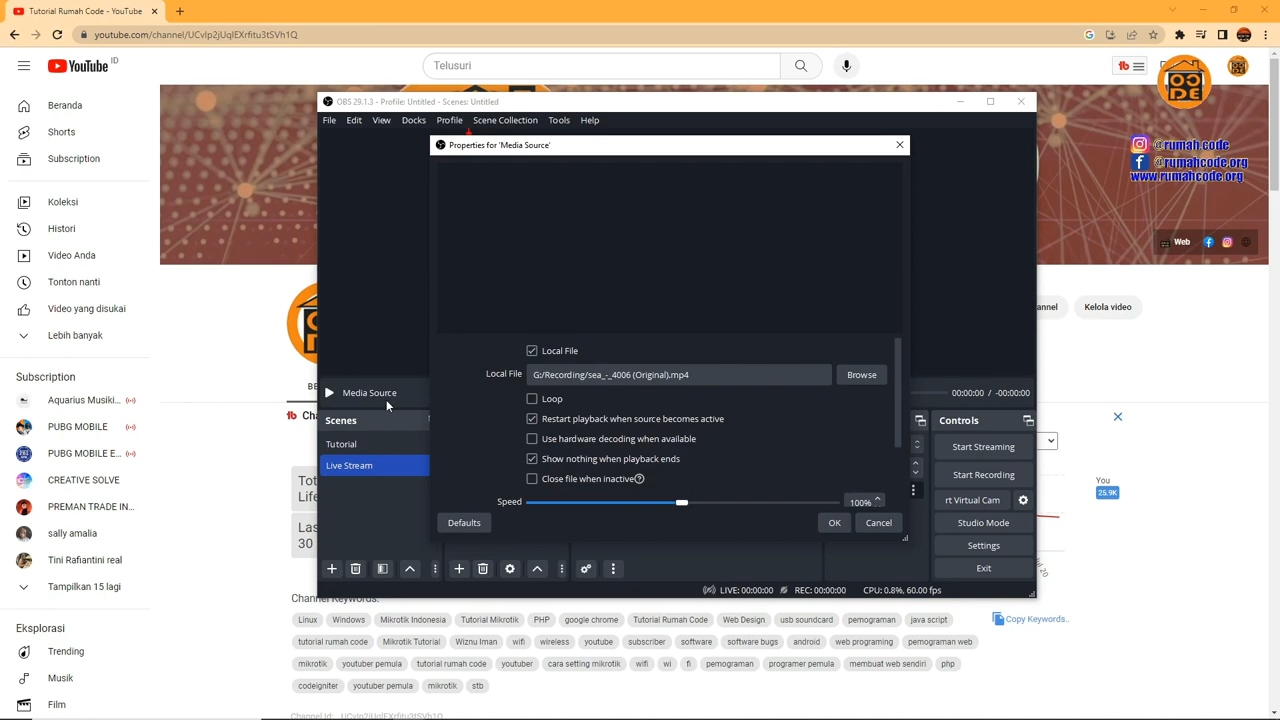 Tutorial Rumah Code - YouTube
youtube.com/channel/UCvIp2jUqlEXrfitu3tSVh1Q
YouTube ID
Telusuri
Beranda
Shorts
Subscription
Koleksi
Histori
Video Anda
Tonton nanti
Video yang disukai
Lebih banyak
Subscription
Aquarius Musiki...
PUBG MOBILE
PUBG MOBILE E...
CREATIVE SOLVE
PREMAN TRADE IN...
sally amalia
Tini Rafiantini real
Tampilkan 15 lagi
Eksplorasi
Trending
Musik
Film
@rumah.code
@rumahcode.org
www.rumahcode.org
Web
Kelola video
OBS 29.1.3 - Profile: Untitled - Scenes: Untitled
File Edit View Docks Profile Scene Collection Tools Help
Properties for 'Media Source'
Local File
Local File G:/Recording/sea_-_4006 (Original).mp4 Browse
Loop
Restart playback when source becomes active
Use hardware decoding when available
Show nothing when playback ends
Close file when inactive
Speed 100%
Defaults OK Cancel
Media Source
00:00:00 / -00:00:00
Scenes
Tutorial
Live Stream
Controls
Start Streaming
Start Recording
rt Virtual Cam
Studio Mode
Settings
Exit
LIVE: 00:00:00 REC: 00:00:00 CPU: 0.8%, 60.00 fps
You
25.9K
Channel Keywords:
Copy Keywords..
Linux Windows Mikrotik Indonesia Tutorial Mikrotik PHP google chrome Tutorial Rumah Code Web Design usb soundcard pemograman java script
tutorial rumah code Mikrotik Tutorial Wiznu Iman wifi wireless youtube subscriber software software bugs android web programing pemograman web
mikrotik youtuber pemula tutorial rumah code youtuber cara setting mikrotik wifi wi fi pemograman programer pemula membuat web sendiri php
codeigniter youtuber pemula mikrotik stb